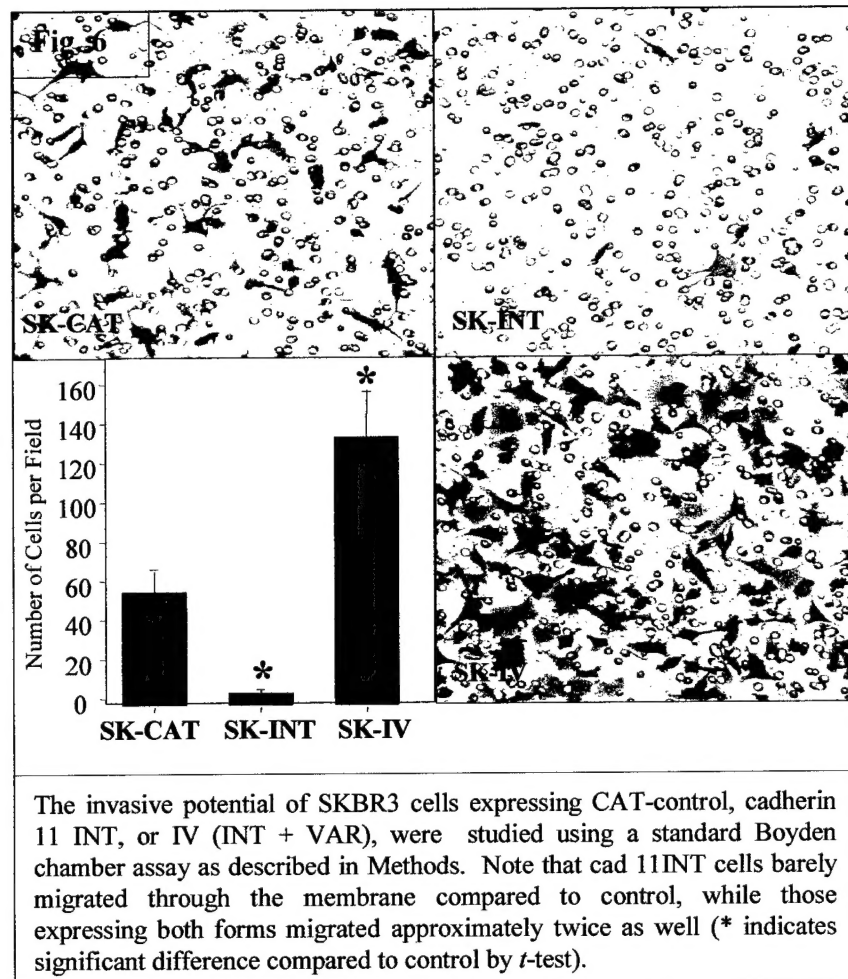 Fig. 6
SK-CAT
SK-INT
160
140
120
100
80
60
40
20
0
Number of Cells per Field
*
*
SK-CAT SK-INT SK-IV
SK-IV
The invasive potential of SKBR3 cells expressing CAT-control, cadherin
11 INT, or IV (INT + VAR), were studied using a standard Boyden
chamber assay as described in Methods. Note that cad 11INT cells barely
migrated through the membrane compared to control, while those
expressing both forms migrated approximately twice as well (* indicates
significant difference compared to control by t-test).